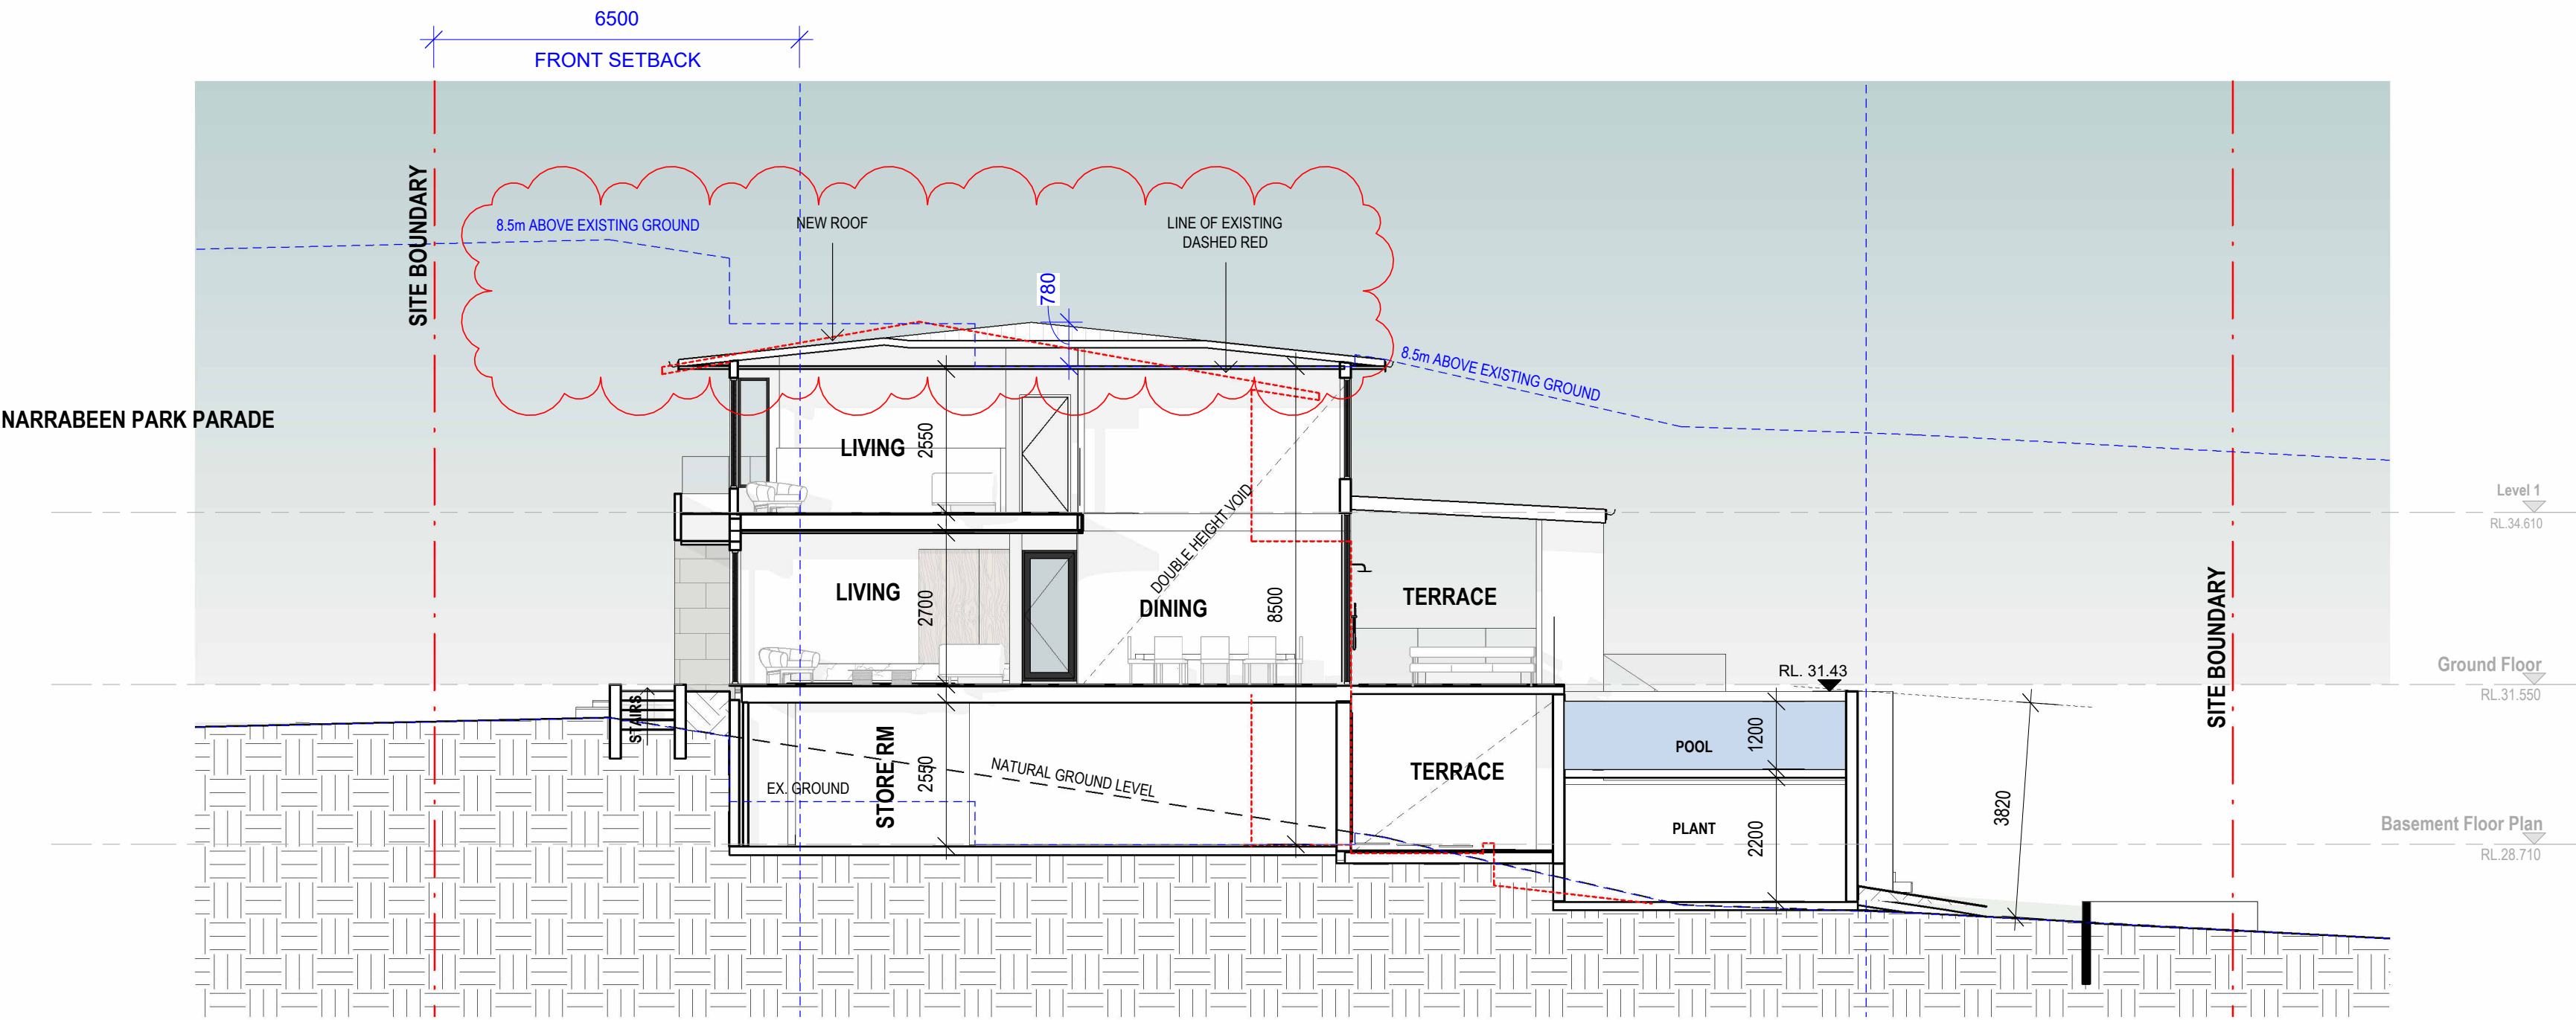 6500
FRONT SETBACK
SITE BOUNDARY
8.5m ABOVE EXISTING GROUND
NEW ROOF
LINE OF EXISTING
DASHED RED
780
8.5m ABOVE EXISTING GROUND
NARRABEEN PARK PARADE
LIVING
2550
DOUBLE HEIGHT VOID
Level 1
RL.34.610
LIVING
2700
DINING
8500
TERRACE
SITE BOUNDARY
RL. 31.43
Ground Floor
RL.31.550
STAIRS
STORE RM
2550
EX. GROUND
NATURAL GROUND LEVEL
TERRACE
POOL
1200
PLANT
2200
3820
Basement Floor Plan
RL.28.710